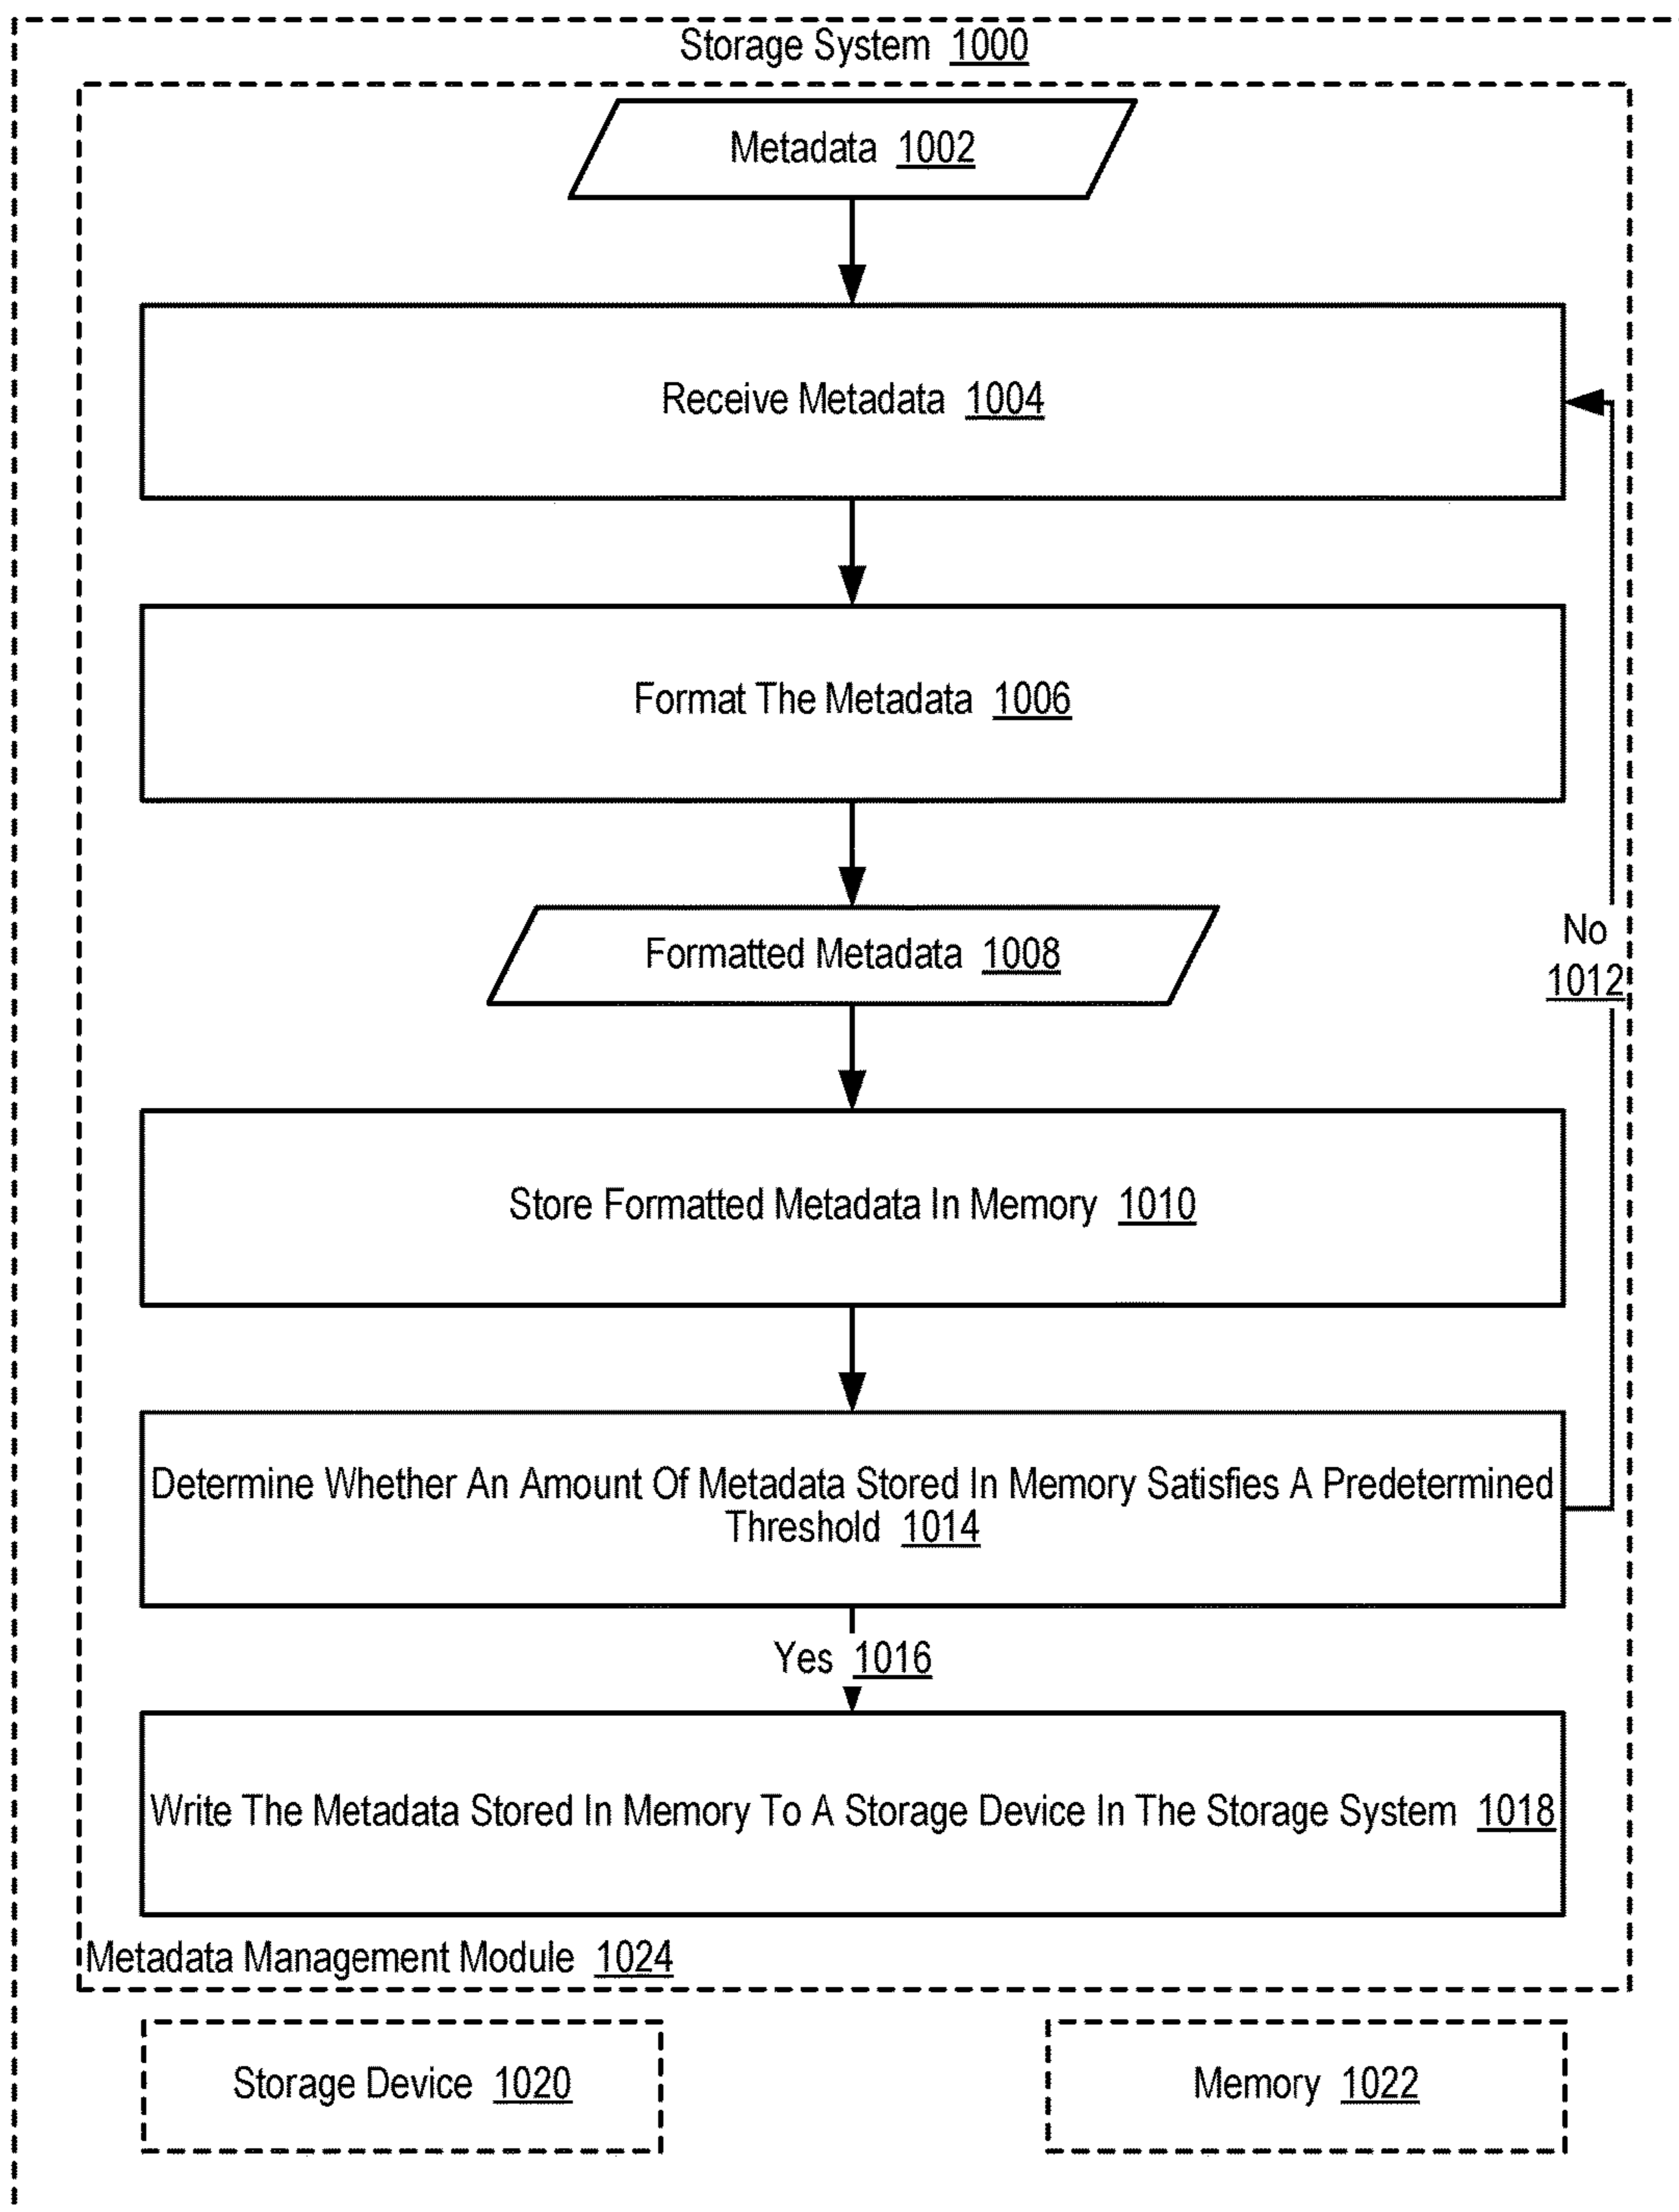 Storage System 1000
Metadata 1002
Receive Metadata 1004
Format The Metadata 1006
Formatted Metadata 1008
No
1012
Store Formatted Metadata In Memory 1010
Determine Whether An Amount Of Metadata Stored In Memory Satisfies A Predetermined
Threshold 1014
Yes 1016
Write The Metadata Stored In Memory To A Storage Device In The Storage System 1018
Metadata Management Module 1024
Storage Device 1020
Memory 1022